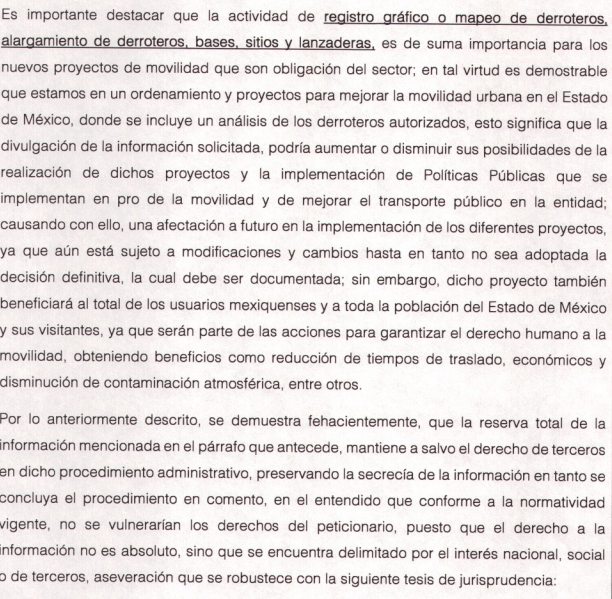 Es importante destacar que la actividad de registro gráfico o mapeo de derroteros,
alargamiento de derroteros, bases, sitios y lanzaderas, es de suma importancia para los
nuevos proyectos de movilidad que son obligación del sector; en tal virtud es demostrable
que estamos en un ordenamiento y proyectos para mejorar la movilidad urbana en el Estado
de México, donde se incluye un análisis de los derroteros autorizados, esto significa que la
divulgación de la información solicitada, podría aumentar o disminuir sus posibilidades de la
realización de dichos proyectos y la implementación de Políticas Públicas que se
implementan en pro de la movilidad y de mejorar el transporte público en la entidad;
causando con ello, una afectación a futuro en la implementación de los diferentes proyectos,
ya que aún está sujeto a modificaciones y cambios hasta en tanto no sea adoptada la
decisión definitiva, la cual debe ser documentada; sin embargo, dicho proyecto también
beneficiará al total de los usuarios mexiquenses y a toda la población del Estado de México
y sus visitantes, ya que serán parte de las acciones para garantizar el derecho humano a la
movilidad, obteniendo beneficios como reducción de tiempos de traslado, económicos y
disminución de contaminación atmosférica, entre otros.
Por lo anteriormente descrito, se demuestra fehacientemente, que la reserva total de la
información mencionada en el párrafo que antecede, mantiene a salvo el derecho de terceros
en dicho procedimiento administrativo, preservando la secrecía de la información en tanto se
concluya el procedimiento en comento, en el entendido que conforme a la normatividad
vigente, no se vulnerarían los derechos del peticionario, puesto que el derecho a la
información no es absoluto, sino que se encuentra delimitado por el interés nacional, social
o de terceros, aseveración que se robustece con la siguiente tesis de jurisprudencia: